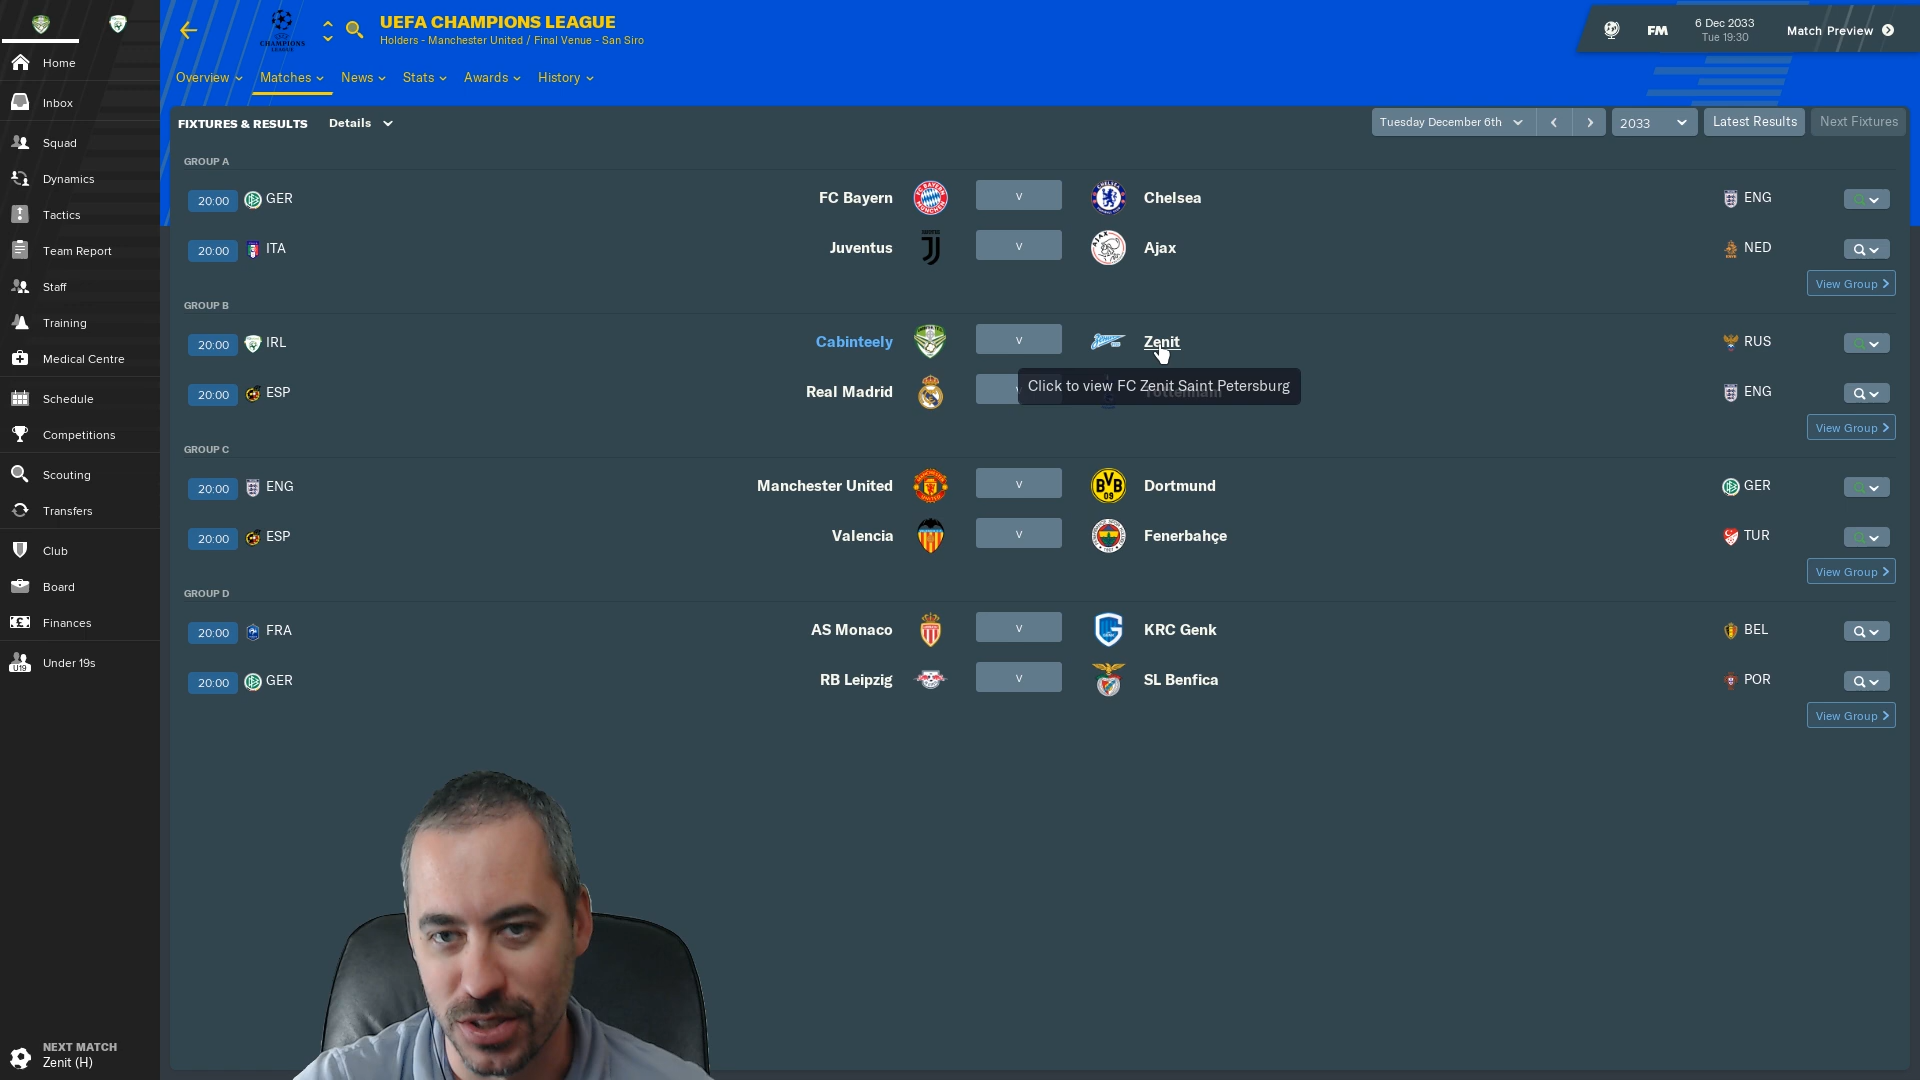 UEFA CHAMPIONS LEAGUE
Holders - Manchester United / Final Venue - San Siro
6 Dec 2033
Tue 19:30
FM
Match Preview
Overview
Matches
News
Stats
Awards
History
Home
Inbox
Squad
Dynamics
Tactics
Team Report
Staff
Training
Medical Centre
Schedule
Competitions
Scouting
Transfers
Club
Board
Finances
U19
Under 19s
NEXT MATCH
Zenit (H)
FIXTURES & RESULTS Details
Tuesday December 6th
2033
Latest Results
Next Fixtures
GROUP A
20:00 GER FC Bayern v Chelsea ENG
20:00 ITA Juventus v Ajax NED
View Group
GROUP B
20:00 IRL Cabinteely v Zenit RUS
Click to view FC Zenit Saint Petersburg
20:00 ESP Real Madrid v Tottenham ENG
View Group
GROUP C
20:00 ENG Manchester United v Dortmund GER
20:00 ESP Valencia v Fenerbahçe TUR
View Group
GROUP D
20:00 FRA AS Monaco v KRC Genk BEL
20:00 GER RB Leipzig v SL Benfica POR
View Group